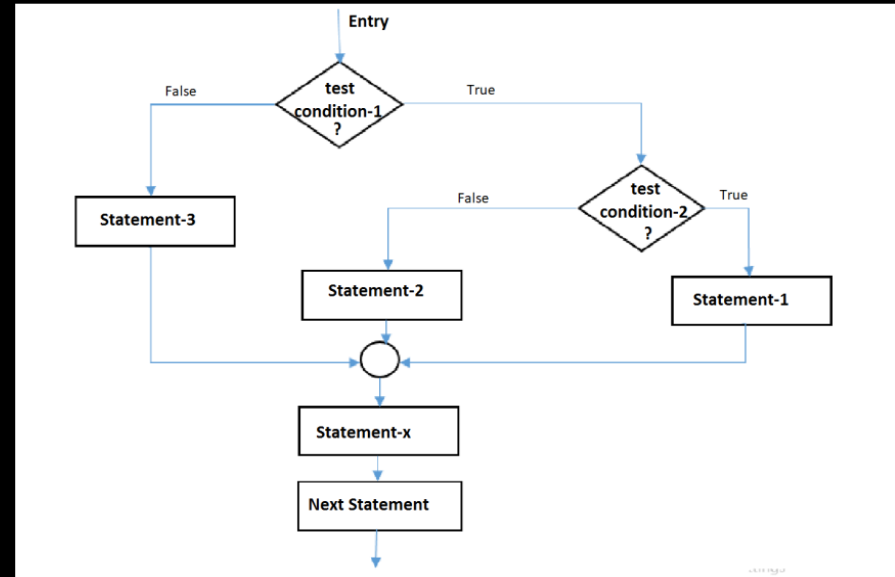 Entry
False
True
test
condition-1
?
test
condition-2
?
False
True
Statement-3
Statement-2
Statement-1
Statement-x
Next Statement